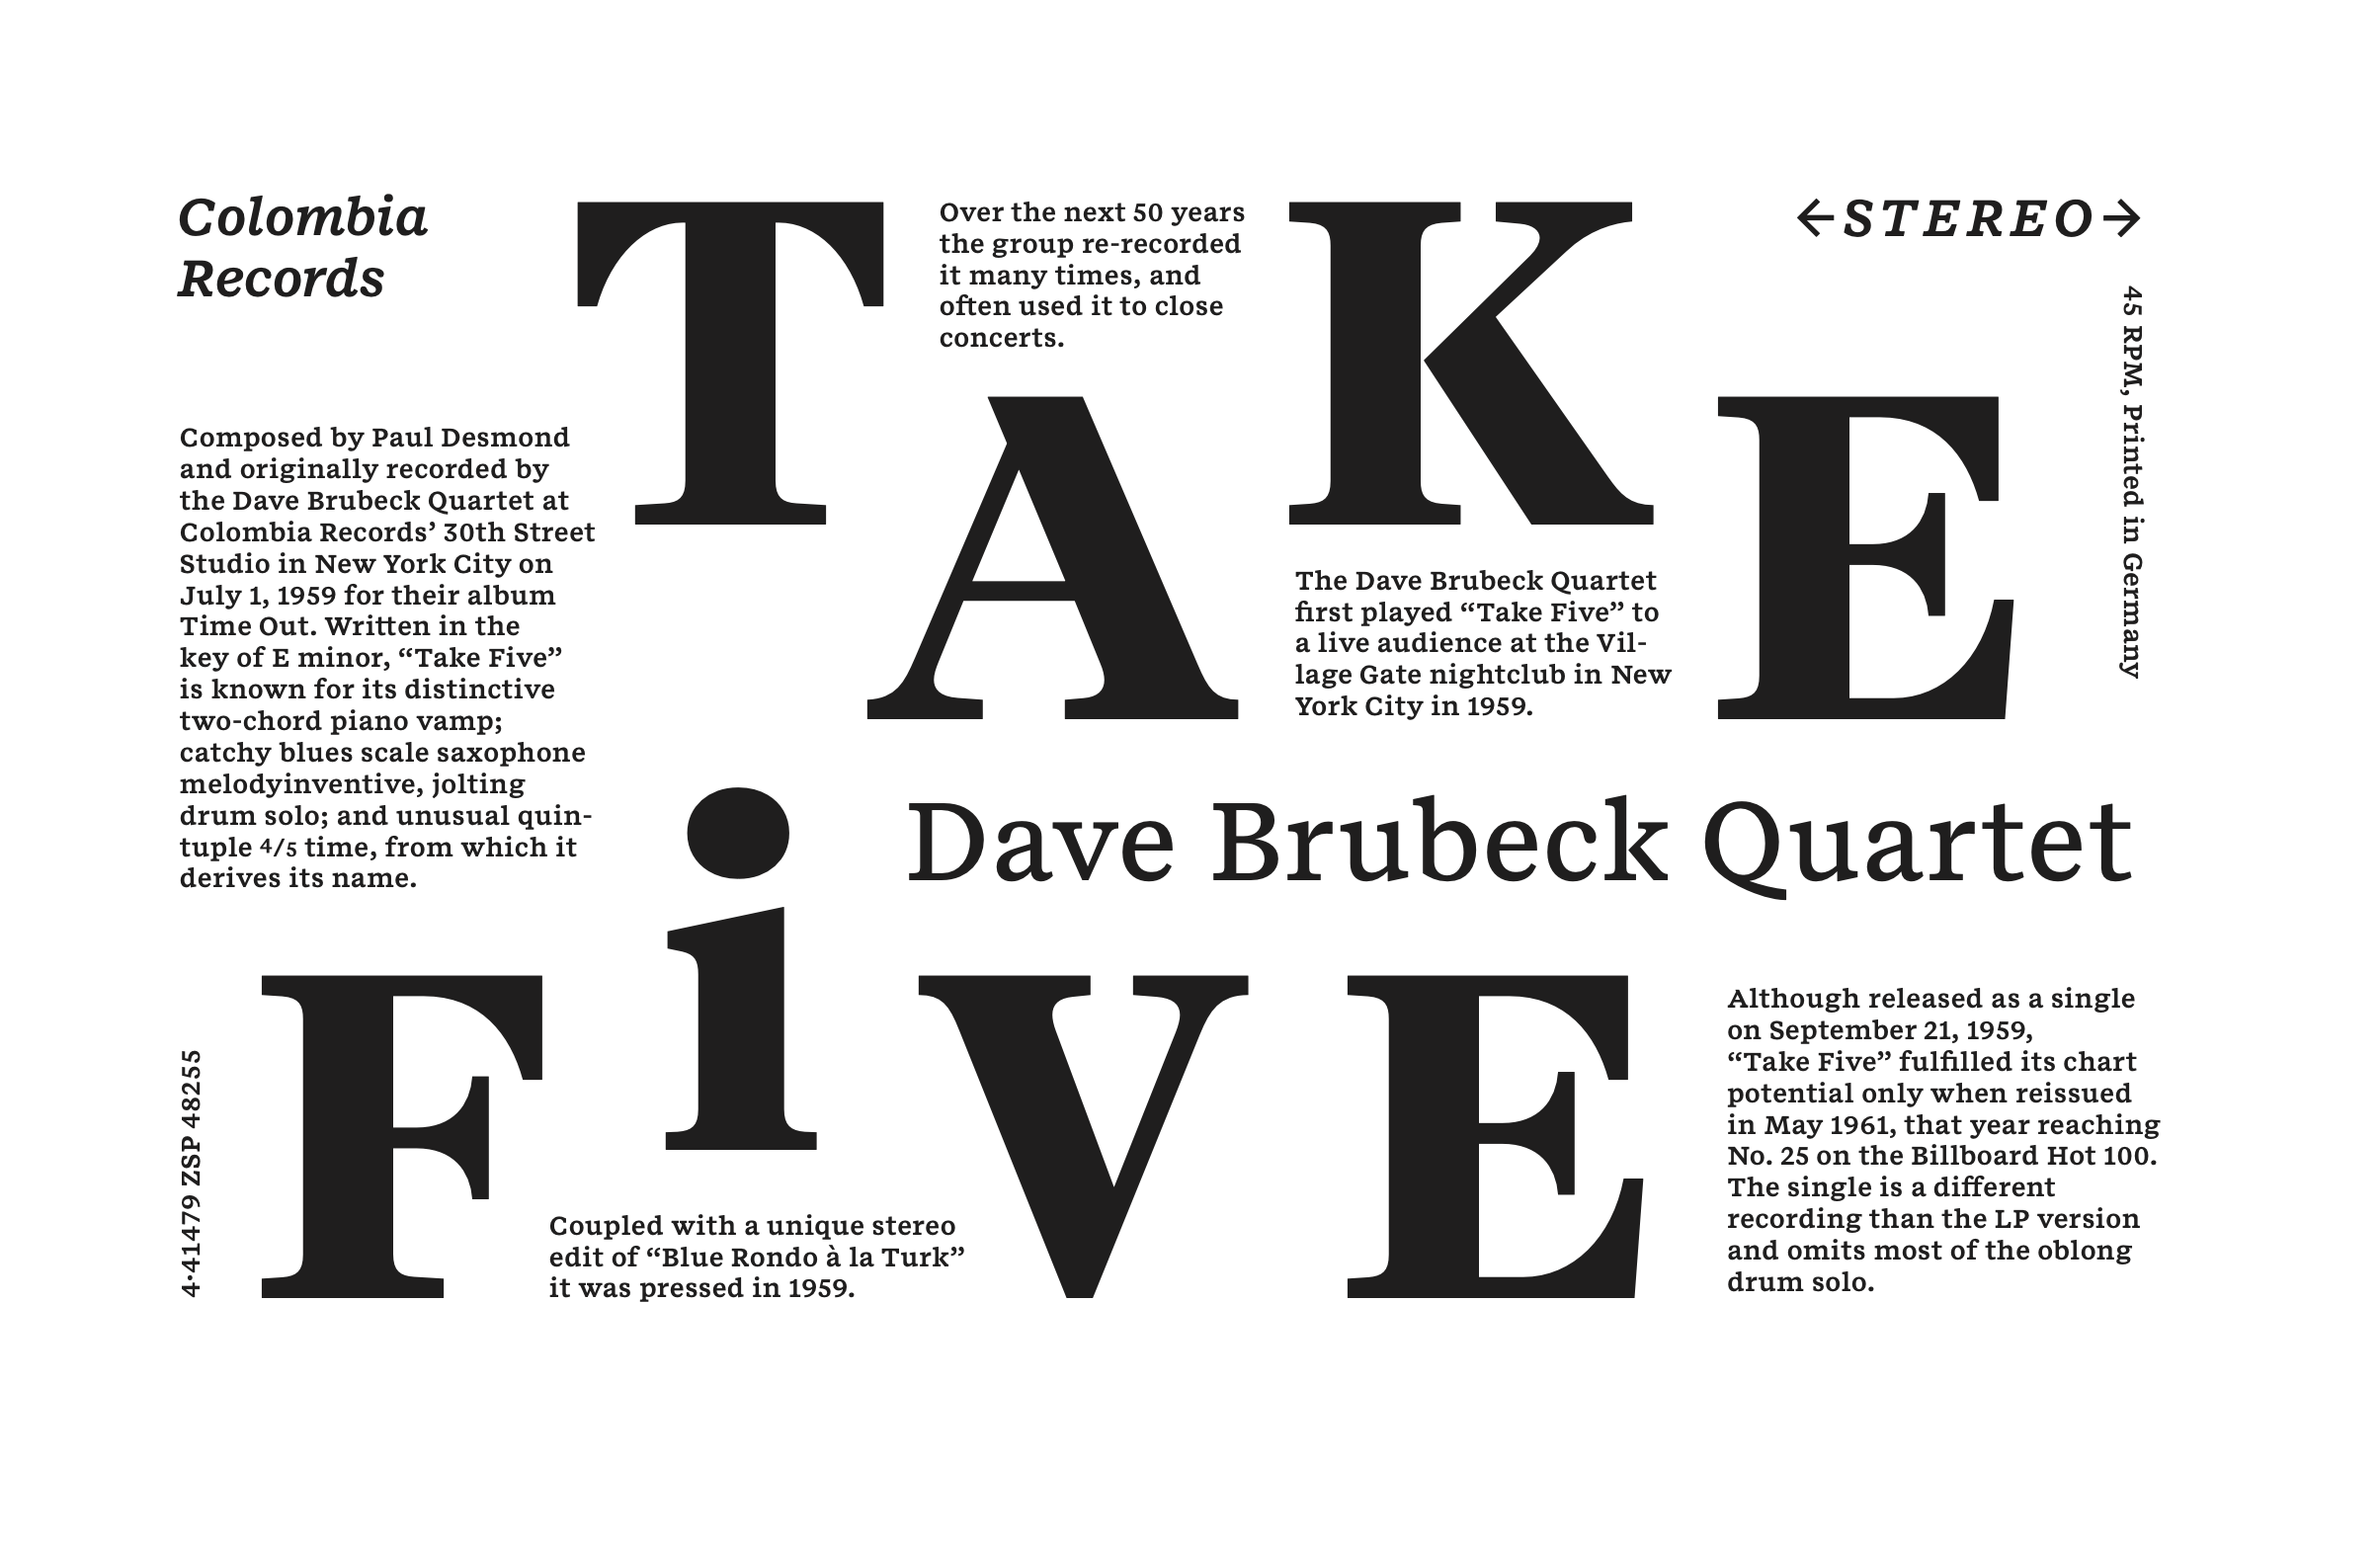 Colombia
Records
TAKE
Over the next 50 years
the group re-recorded
it many times, and
often used it to close
concerts.
←STEREO→
45 RPM, Printed in Germany
Composed by Paul Desmond
and originally recorded by
the Dave Brubeck Quartet at
Colombia Records’ 30th Street
Studio in New York City on
July 1, 1959 for their album
Time Out. Written in the
key of E minor, “Take Five”
is known for its distinctive
two-chord piano vamp;
catchy blues scale saxophone
melodyinventive, jolting
drum solo; and unusual quin-
tuple 4/5 time, from which it
derives its name.
The Dave Brubeck Quartet
first played “Take Five” to
a live audience at the Vil-
lage Gate nightclub in New
York City in 1959.
Dave Brubeck Quartet
FiVE
4•41479 ZSP 48255
Coupled with a unique stereo
edit of “Blue Rondo à la Turk”
it was pressed in 1959.
Although released as a single
on September 21, 1959,
“Take Five” fulfilled its chart
potential only when reissued
in May 1961, that year reaching
No. 25 on the Billboard Hot 100.
The single is a different
recording than the LP version
and omits most of the oblong
drum solo.